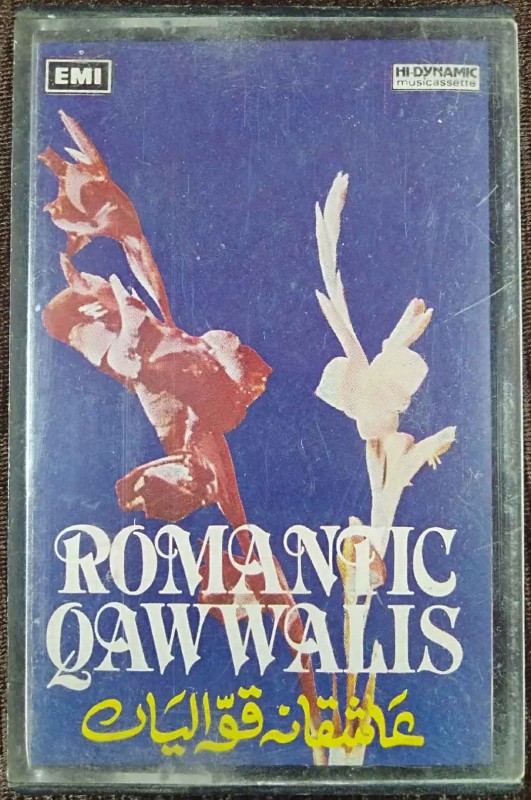 EMI
HI-DYNAMIC
musicassette
ROMANTIC
QAWWALIS
عاشقانہ قوّالیاں